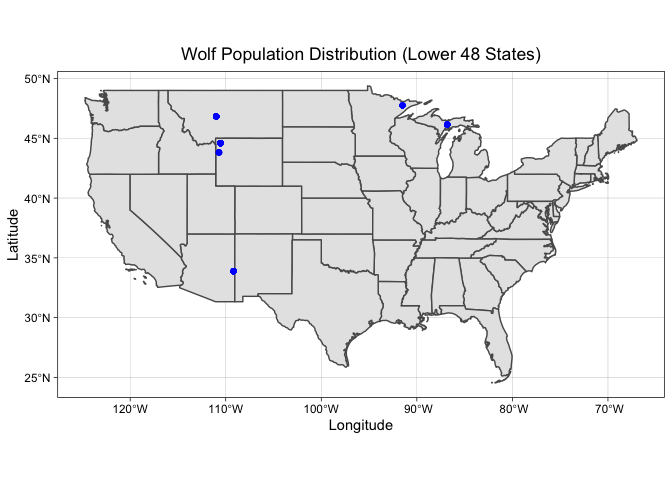 Wolf Population Distribution (Lower 48 States)
50°N
45°N
40°N
35°N
30°N
25°N
Latitude
120°W 110°W 100°W 90°W 80°W 70°W
Longitude